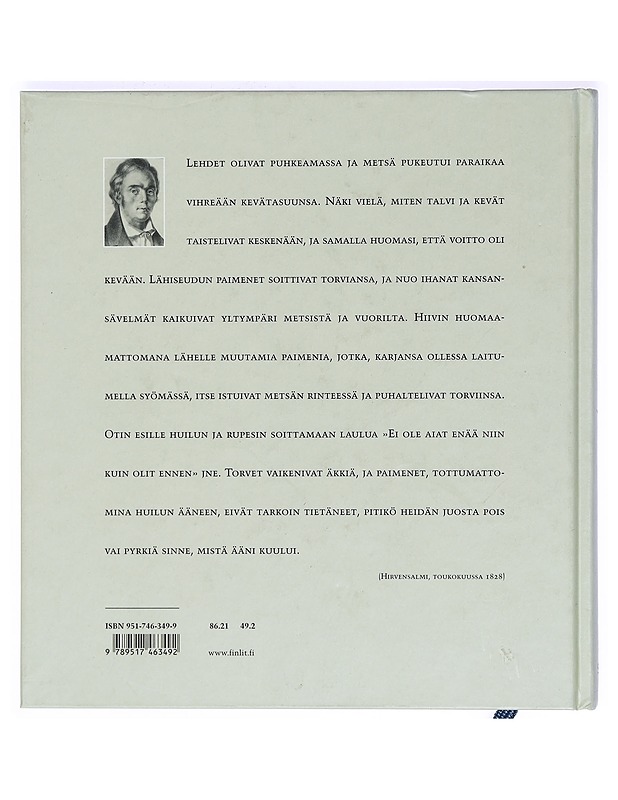 Lehdet olivat puhkeamassa ja metsä pukeutui paraikaa
vihreään kevätasuunsa. Näki vielä, miten talvi ja kevät
taistelivat keskenään, ja samalla huomasi, että voitto oli
kevään. Lähiseudun paimenet soittivat torviansa, ja nuo ihanat kansan-
sävelmät kaikuivat yltympäri metsistä ja vuorilta. Hiivin huomaa-
mattomana lähelle muutamia paimenia, jotka, karjansa ollessa laitu-
mella syömässä, itse istuivat metsän rinteessä ja puhaltelivat torviinsa.
Otin esille huilun ja rupesin soittamaan laulua »Ei ole aiat enää niin
kuin olit ennen» jne. Torvet vaikenivat äkkiä, ja paimenet, tottumatto-
mina huilun ääneen, eivät tarkoin tietäneet, pitikö heidän juosta pois
vai pyrkiä sinne, mistä ääni kuului.
[Hirvensalmi, toukokuussa 1828]
ISBN 951-746-349-9 86.21 49.2
9 789517 463492
www.finlit.fi